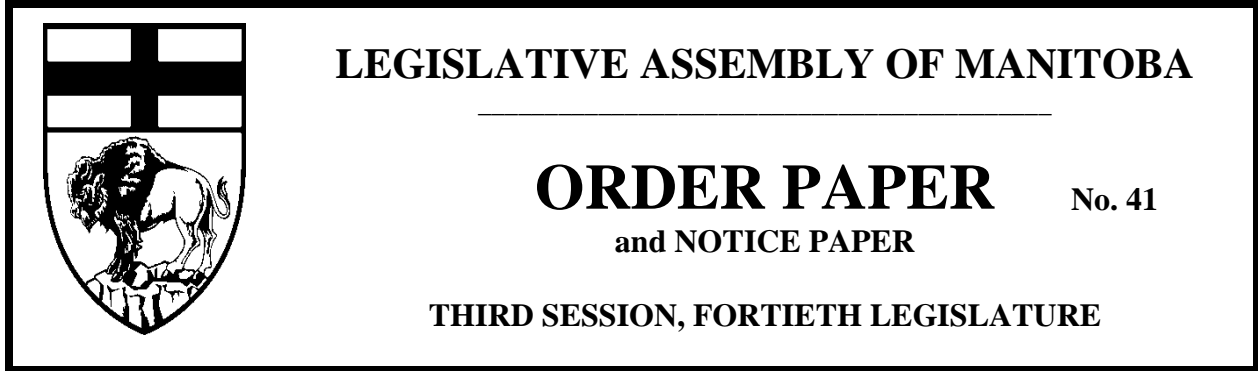 LEGISLATIVE ASSEMBLY OF MANITOBA
ORDER PAPER No. 41
and NOTICE PAPER
THIRD SESSION, FORTIETH LEGISLATURE